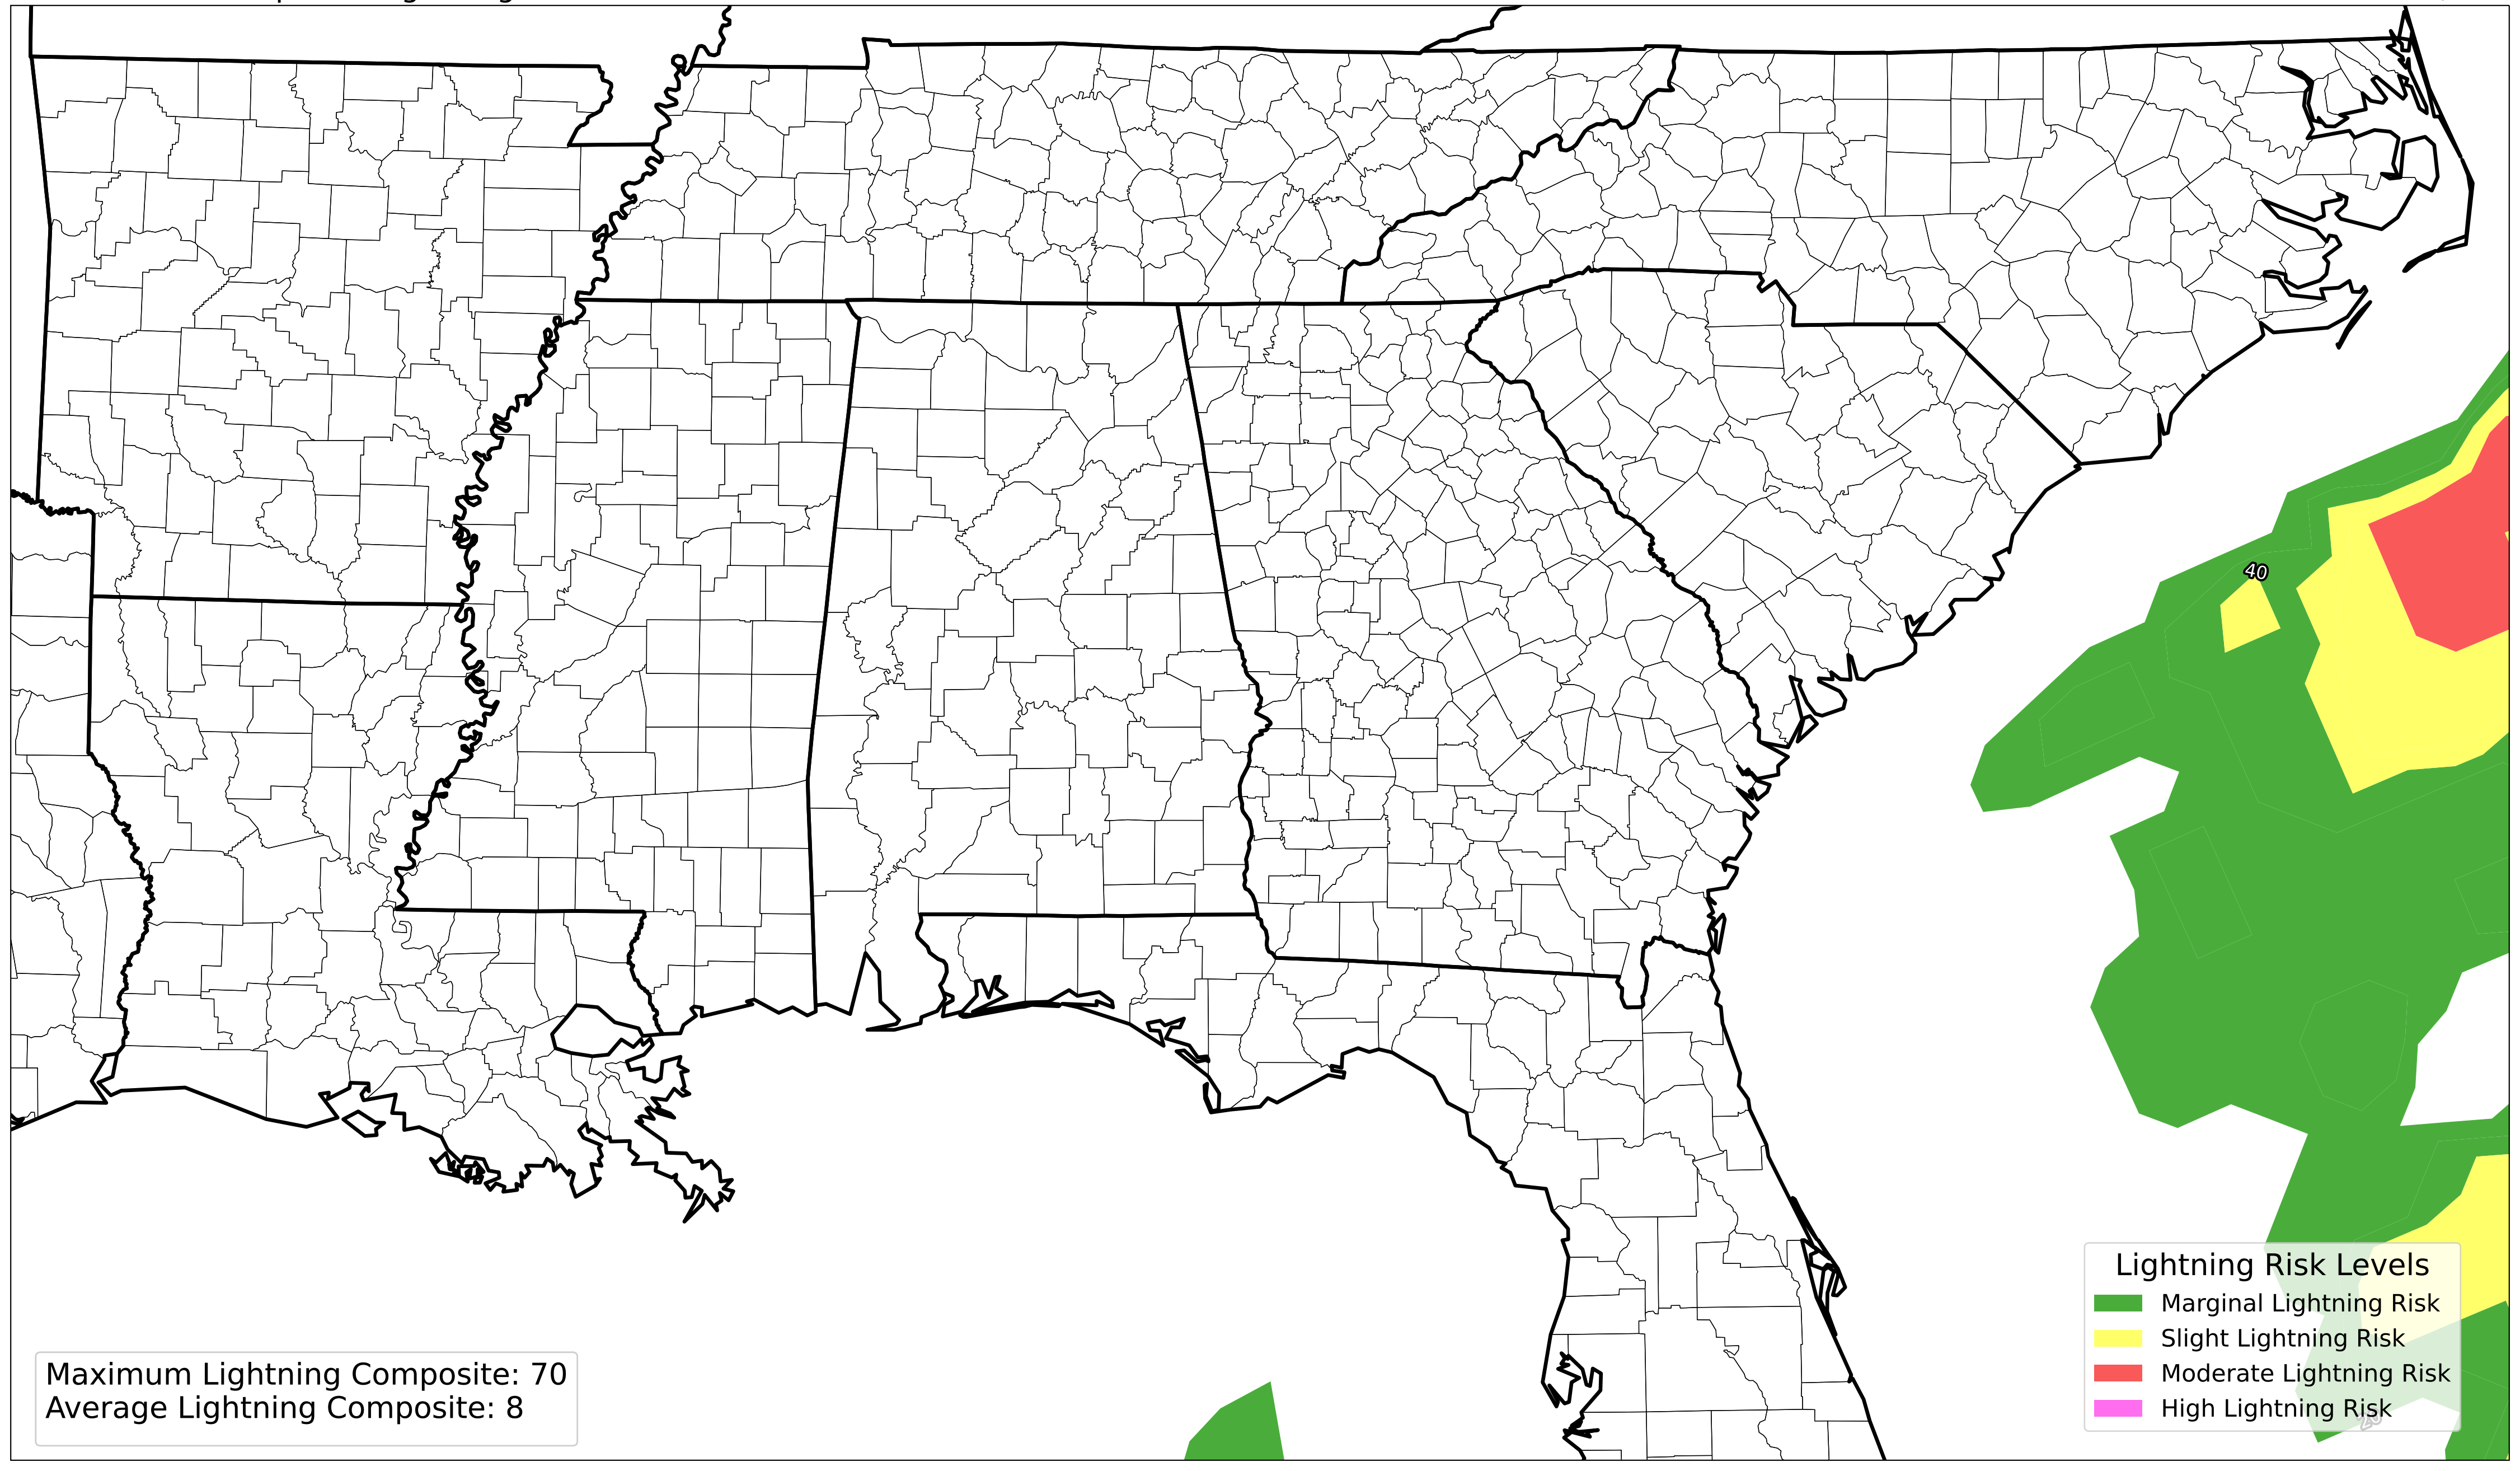 40
Lightning Risk Levels
Marginal Lightning Risk
Slight Lightning Risk
Moderate Lightning Risk
High Lightning Risk
Maximum Lightning Composite: 70
Average Lightning Composite: 8